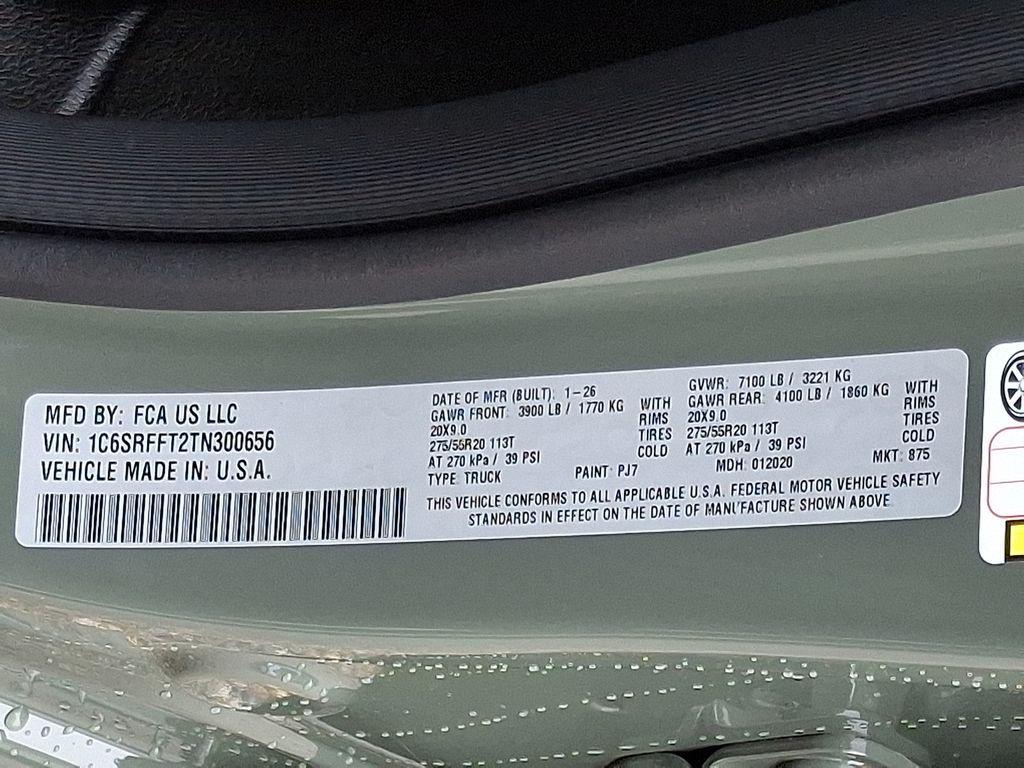 MFD BY: FCA US LLC
VIN: 1C6SRFFT2TN300656
VEHICLE MADE IN: U.S.A.
DATE OF MFR (BUILT): 1-26
GAWR FRONT: 3900 LB / 1770 KG WITH
20X9.0 RIMS
275/55R20 113T TIRES
AT 270 kPa / 39 PSI COLD
TYPE: TRUCK PAINT: PJ7
GVWR: 7100 LB / 3221 KG
GAWR REAR: 4100 LB / 1860 KG WITH
20X9.0 RIMS
275/55R20 113T TIRES
AT 270 kPa / 39 PSI COLD
MDH: 012020 MKT: 875
THIS VEHICLE CONFORMS TO ALL APPLICABLE U.S.A. FEDERAL MOTOR VEHICLE SAFETY
STANDARDS IN EFFECT ON THE DATE OF MANUFACTURE SHOWN ABOVE